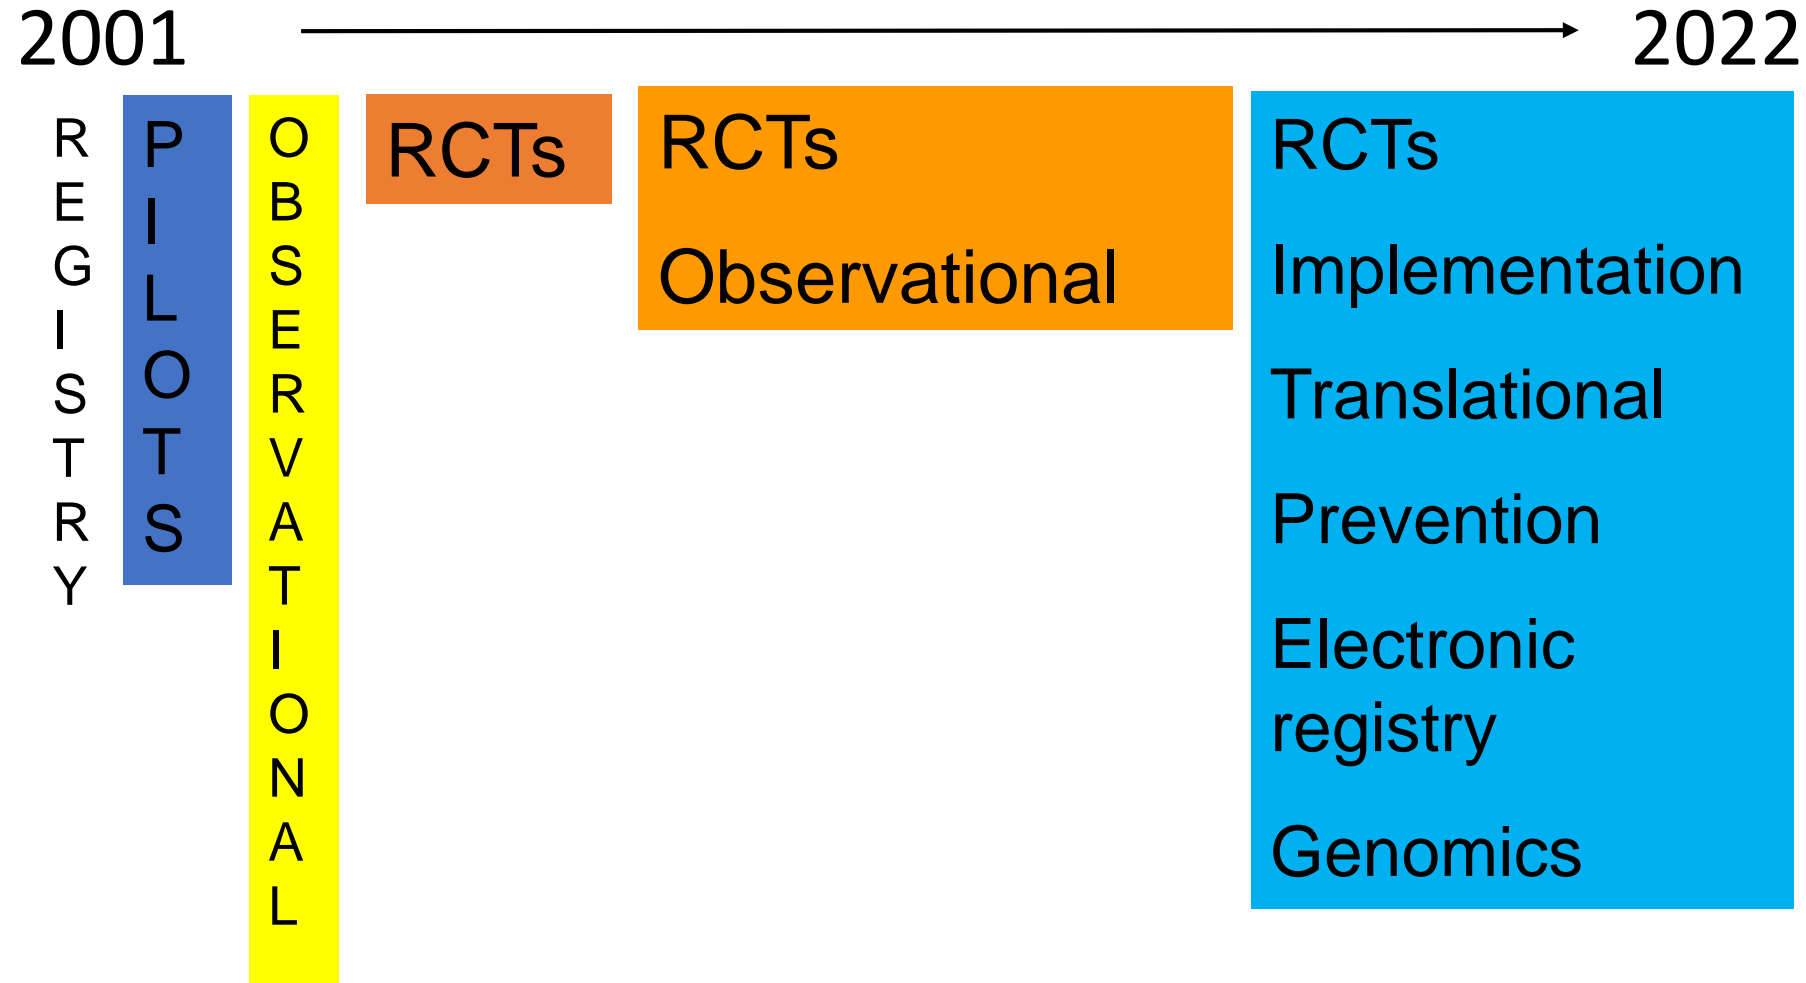 2001
2022
REGISTRY
PILOTS
OBSERVATIONAL
RCTs
RCTs
Observational
RCTs
Implementation
Translational
Prevention
Electronic
registry
Genomics